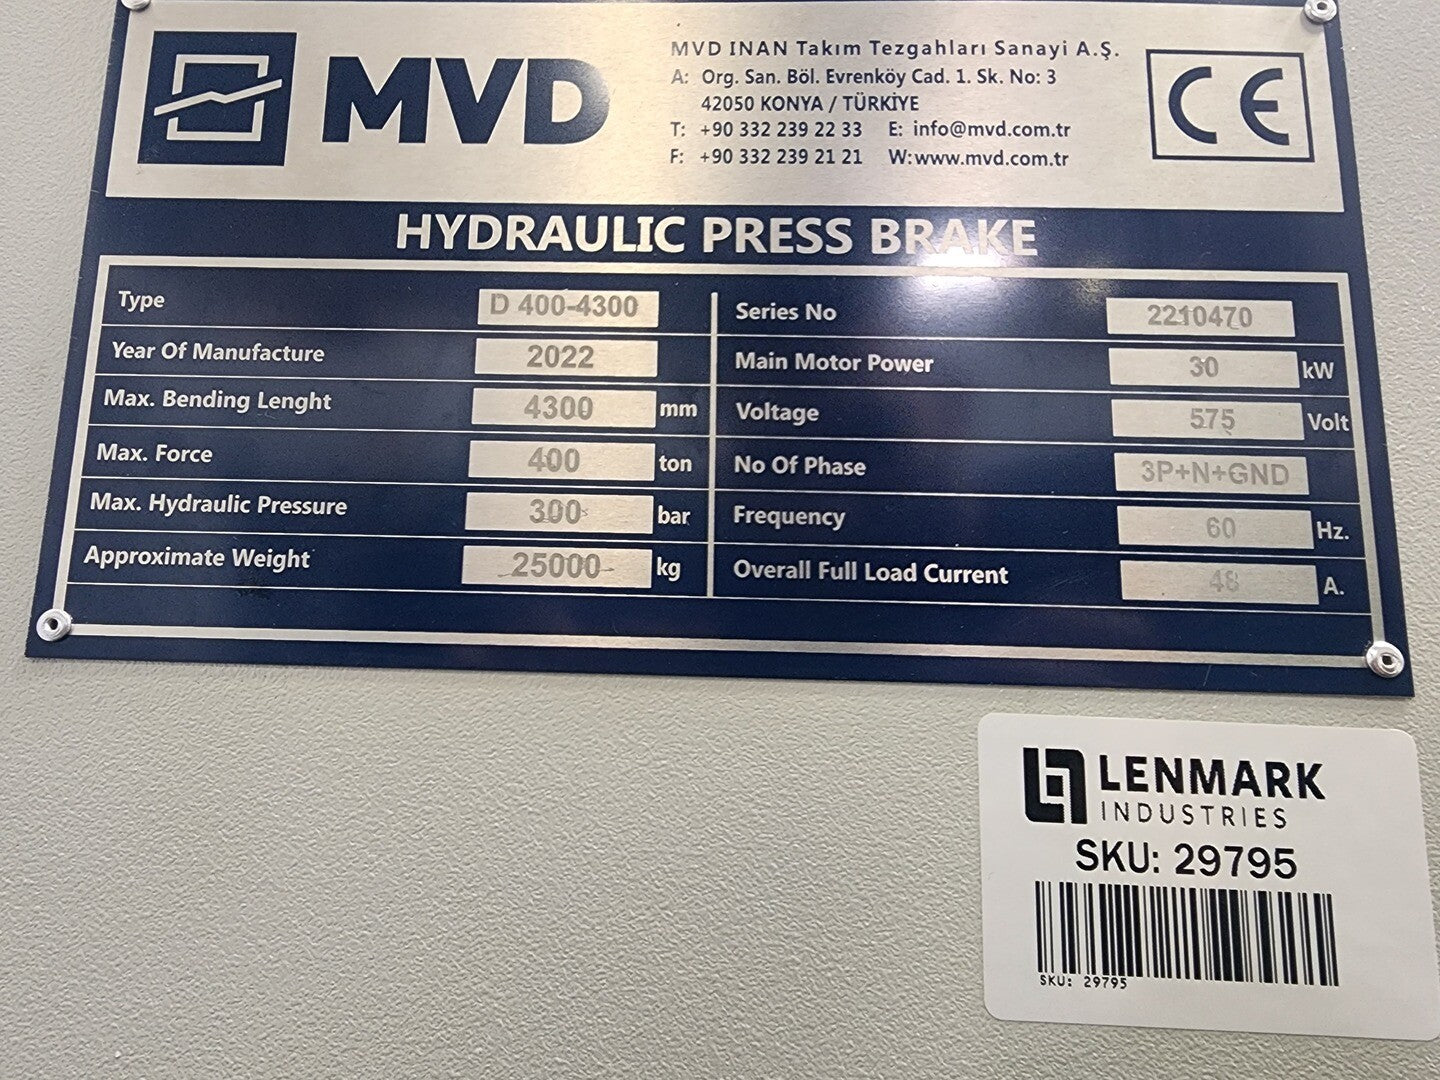 MVD
MVD INAN Takım Tezgahları Sanayi A.Ş.
A: Org. San. Böl. Evrenköy Cad. 1. Sk. No: 3
42050 KONYA / TÜRKİYE
T: +90 332 239 22 33 E: info@mvd.com.tr
F: +90 332 239 21 21 W:www.mvd.com.tr
CE
HYDRAULIC PRESS BRAKE
Type D 400-4300
Year Of Manufacture 2022
Max. Bending Lenght 4300 mm
Max. Force 400 ton
Max. Hydraulic Pressure 300 bar
Approximate Weight 25000 kg
Series No 2210470
Main Motor Power 30 kW
Voltage 575 Volt
No Of Phase 3P+N+GND
Frequency 60 Hz.
Overall Full Load Current 48 A.
LENMARK
INDUSTRIES
SKU: 29795
SKU: 29795